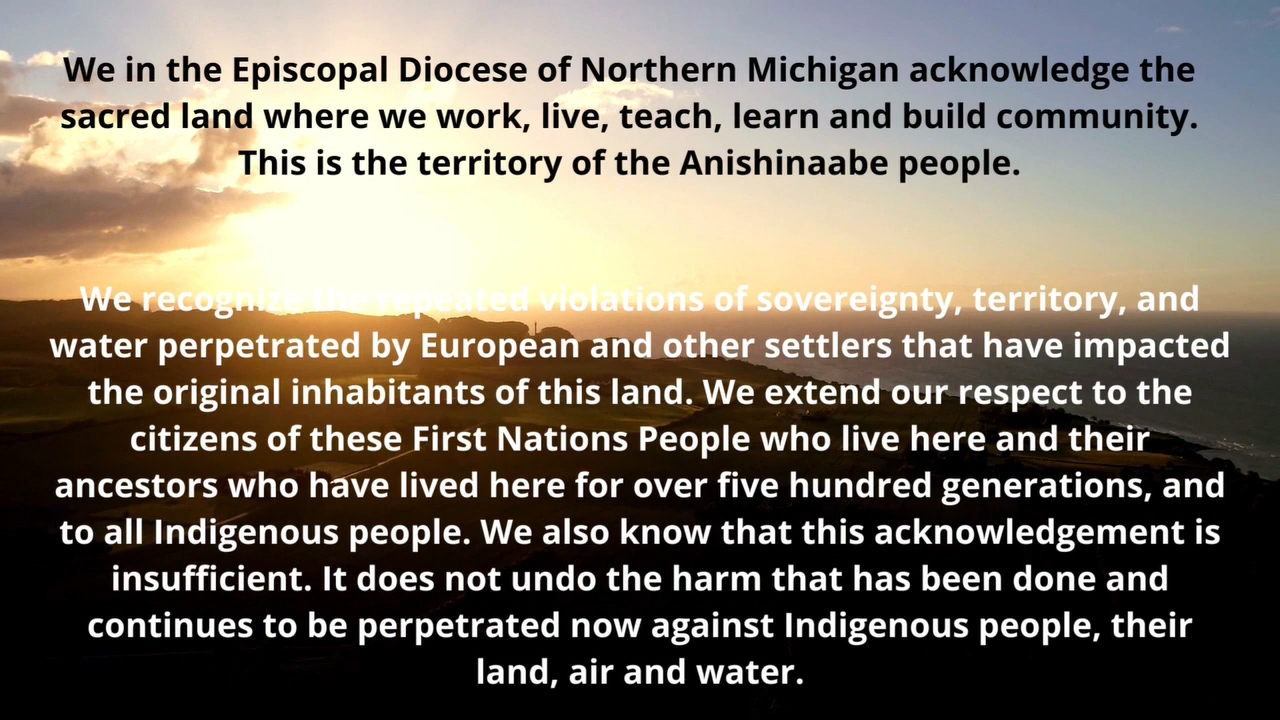 We in the Episcopal Diocese of Northern Michigan acknowledge the
sacred land where we work, live, teach, learn and build community.
This is the territory of the Anishinaabe people.
We recognize the repeated violations of sovereignty, territory, and
water perpetrated by European and other settlers that have impacted
the original inhabitants of this land. We extend our respect to the
citizens of these First Nations People who live here and their
ancestors who have lived here for over five hundred generations, and
to all Indigenous people. We also know that this acknowledgement is
insufficient. It does not undo the harm that has been done and
continues to be perpetrated now against Indigenous people, their
land, air and water.